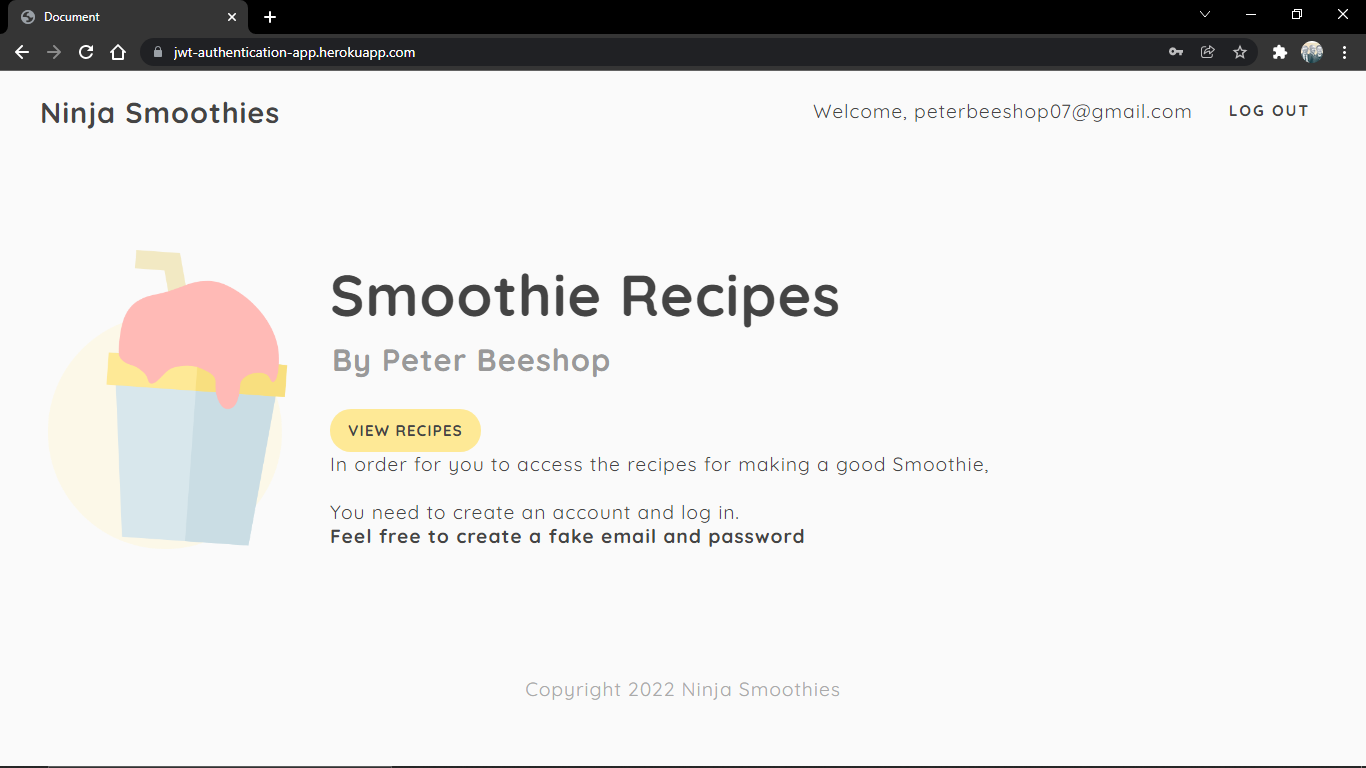 Document
jwt-authentication-app.herokuapp.com
Ninja Smoothies
Welcome, peterbeeshop07@gmail.com
LOG OUT
Smoothie Recipes
By Peter Beeshop
VIEW RECIPES
In order for you to access the recipes for making a good Smoothie,
You need to create an account and log in.
Feel free to create a fake email and password
Copyright 2022 Ninja Smoothies